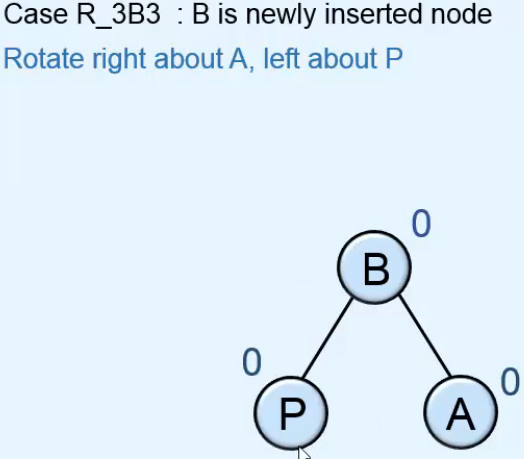 Case R_3B3 : B is newly inserted node
Rotate right about A, left about P
0
B
0
0
P
A